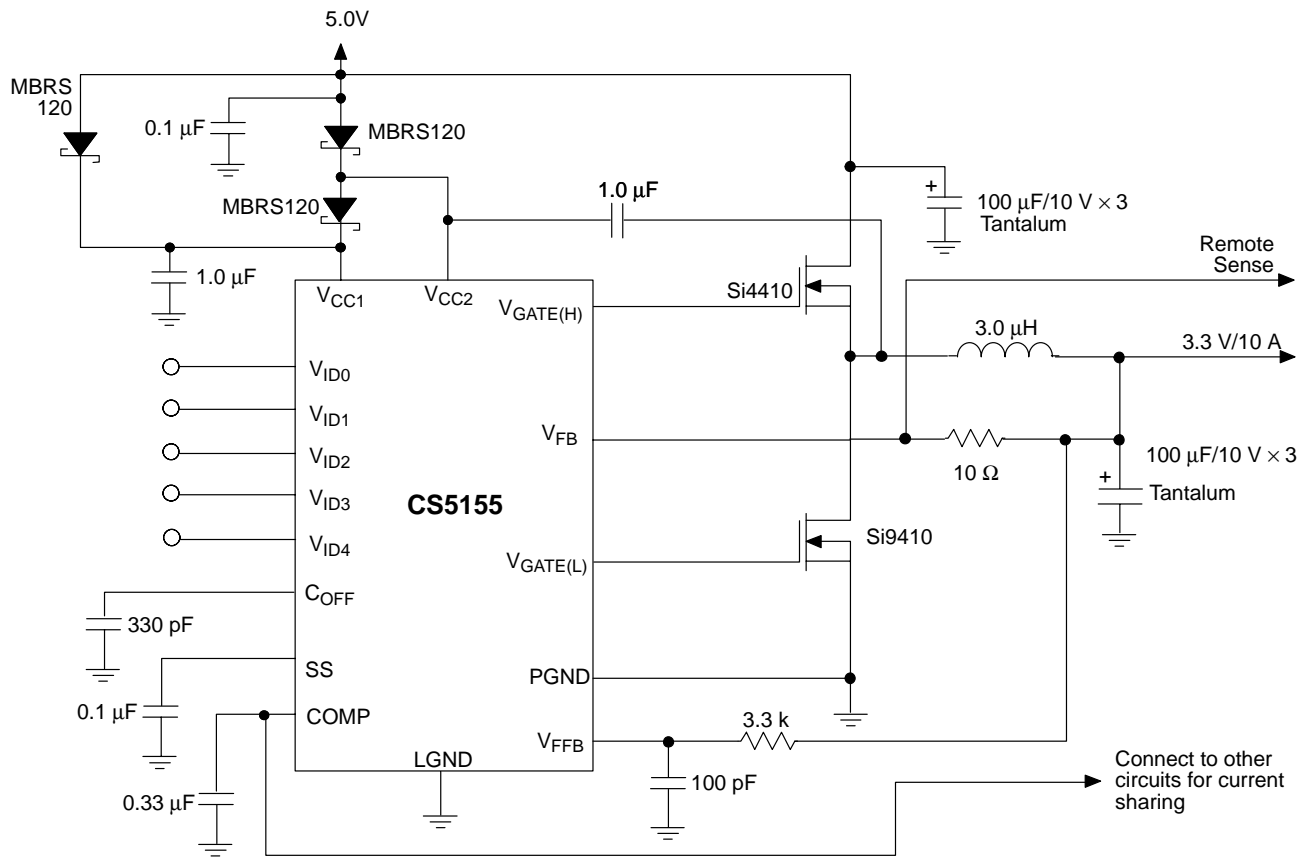 5.0V
MBRS
120
0.1 μF
MBRS120
MBRS120
1.0 μF
1.0 μF
+
100 μF/10 V × 3
Tantalum
Remote
Sense
VCC1
VCC2
VGATE(H)
Si4410
3.0 μH
3.3 V/10 A
VID0
VID1
VID2
VID3
VID4
VFB
10 Ω
+
100 μF/10 V × 3
Tantalum
CS5155
VGATE(L)
Si9410
COFF
330 pF
SS
0.1 μF
COMP
0.33 μF
LGND
PGND
VFFB
3.3 k
100 pF
Connect to other
circuits for current
sharing